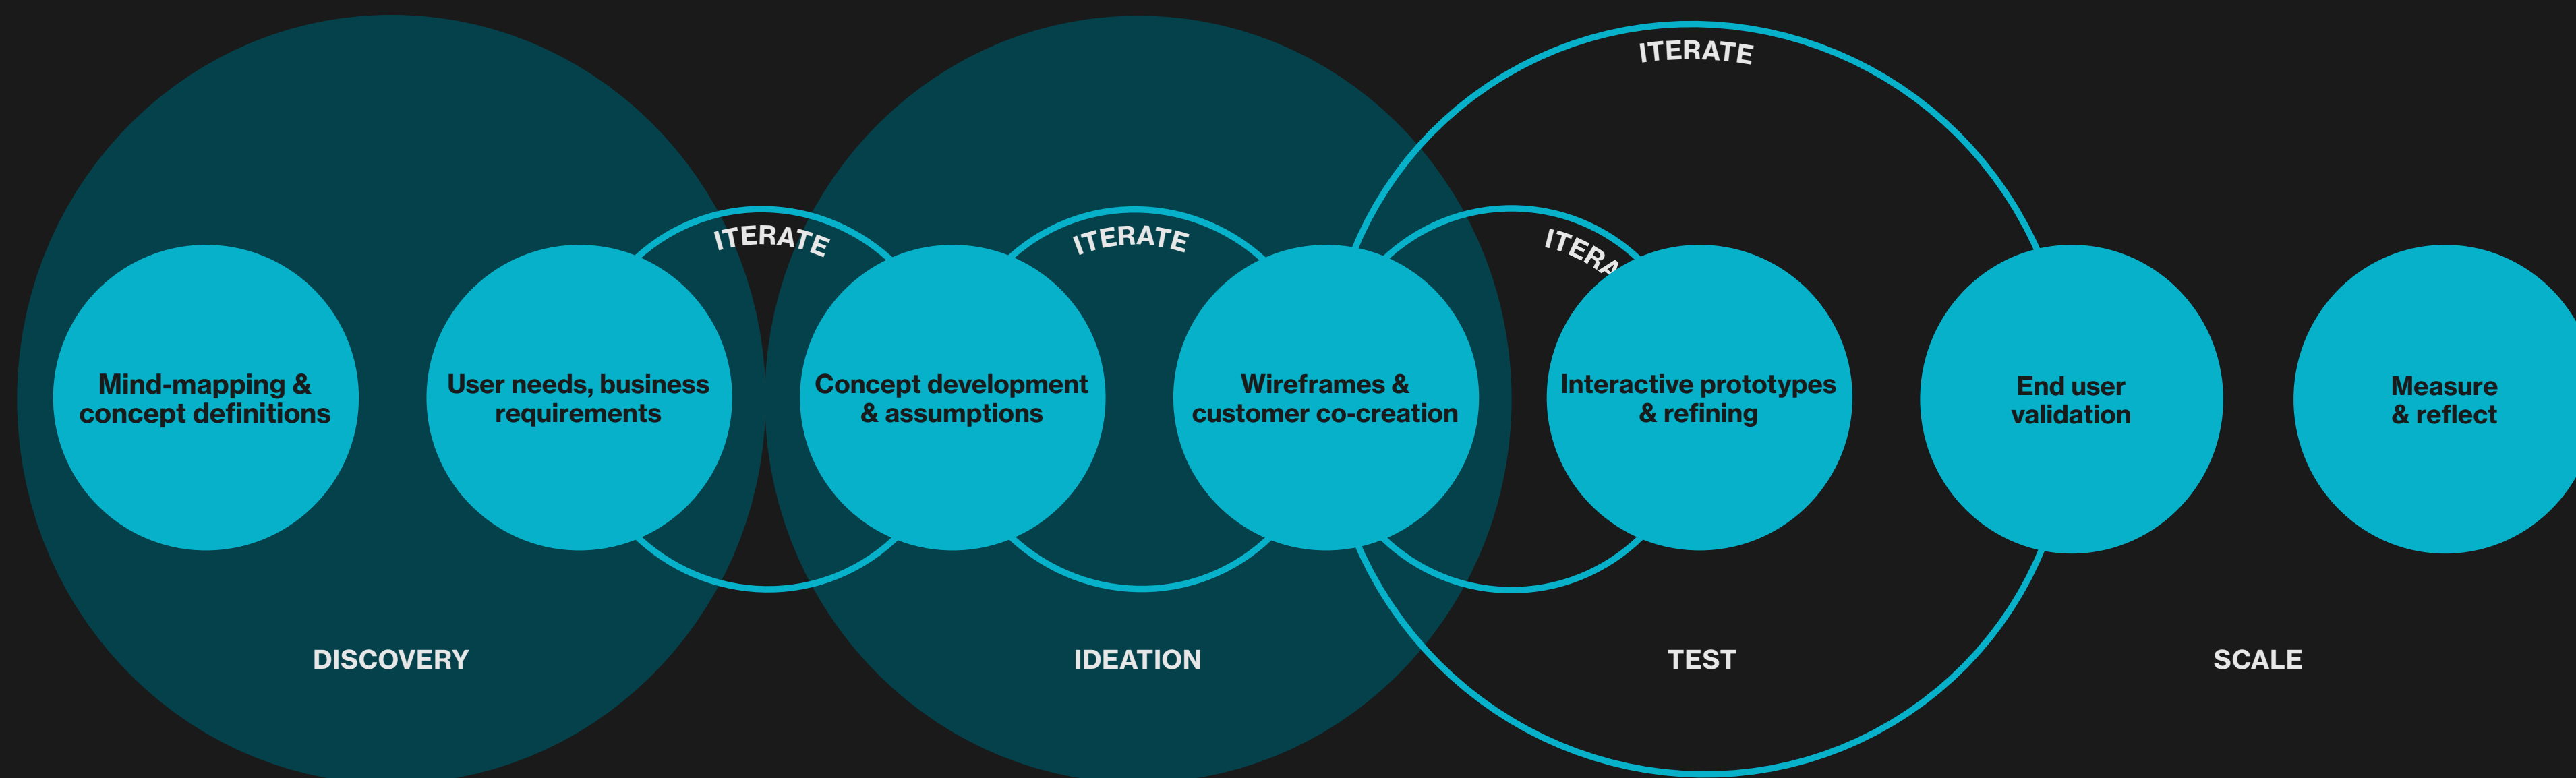 ITERATE
ITERATE
ITERATE
ITERA
Mind-mapping &
concept definitions
User needs, business
requirements
Concept development
& assumptions
Wireframes &
customer co-creation
Interactive prototypes
& refining
End user
validation
Measure
& reflect
DISCOVERY
IDEATION
TEST
SCALE